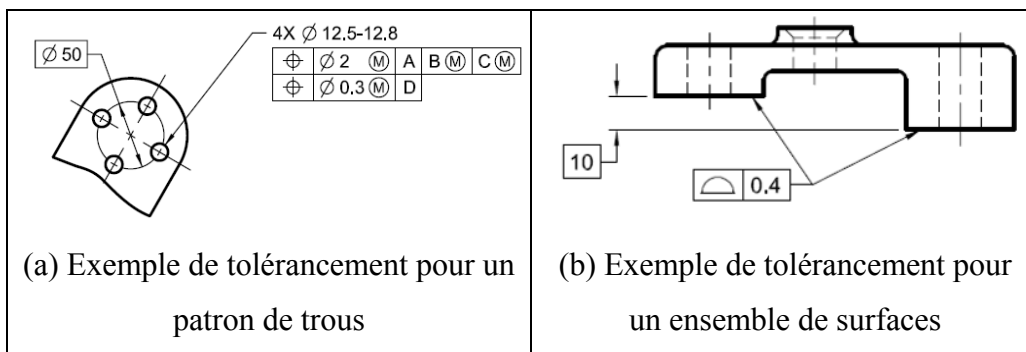 4X Ø 12,5-12,8
Ø 50
⌖ Ø 2 Ⓜ A B Ⓜ C Ⓜ
⌖ Ø 0,3 Ⓜ D
(a) Exemple de tolérancement pour un
patron de trous
10
⌓ 0,4
(b) Exemple de tolérancement pour
un ensemble de surfaces